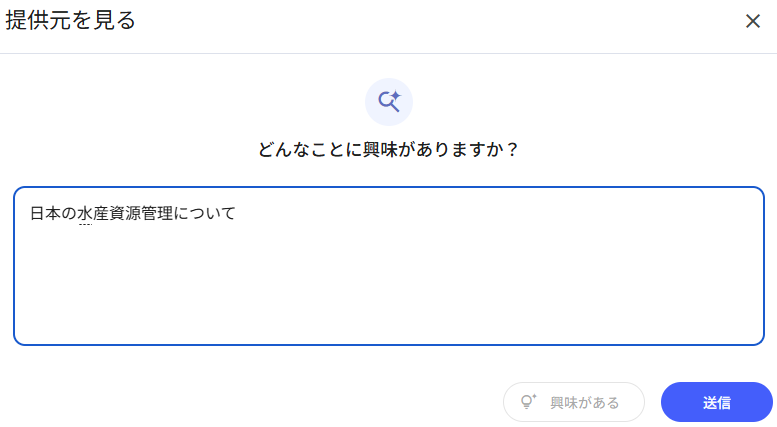 提供元を見る
どんなことに興味がありますか？
日本の水産資源管理について
興味がある
送信